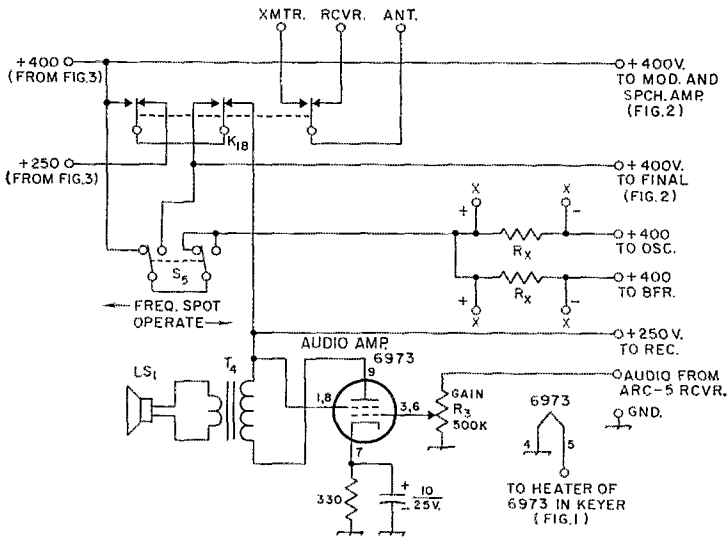 XMTR. RCVR. ANT.
+400
(FROM FIG.3)
+400V.
TO MOD. AND
SPCH. AMP.
(FIG.2)
K18
+250
(FROM FIG.3)
+400V.
TO FINAL
(FIG.2)
X X
+ -
RX
+400
TO OSC.
S5
RX
+400
TO BFR.
+ -
X X
← FREQ. SPOT
OPERATE →
+250V.
TO REC.
AUDIO AMP.
6973
LS1
T4
9
1,8
3,6
7
GAIN
R3
500K
AUDIO FROM
ARC-5 RCVR.
GND.
6973
4 5
330
+
-
10
25V.
TO HEATER OF
6973 IN KEYER
(FIG.1)